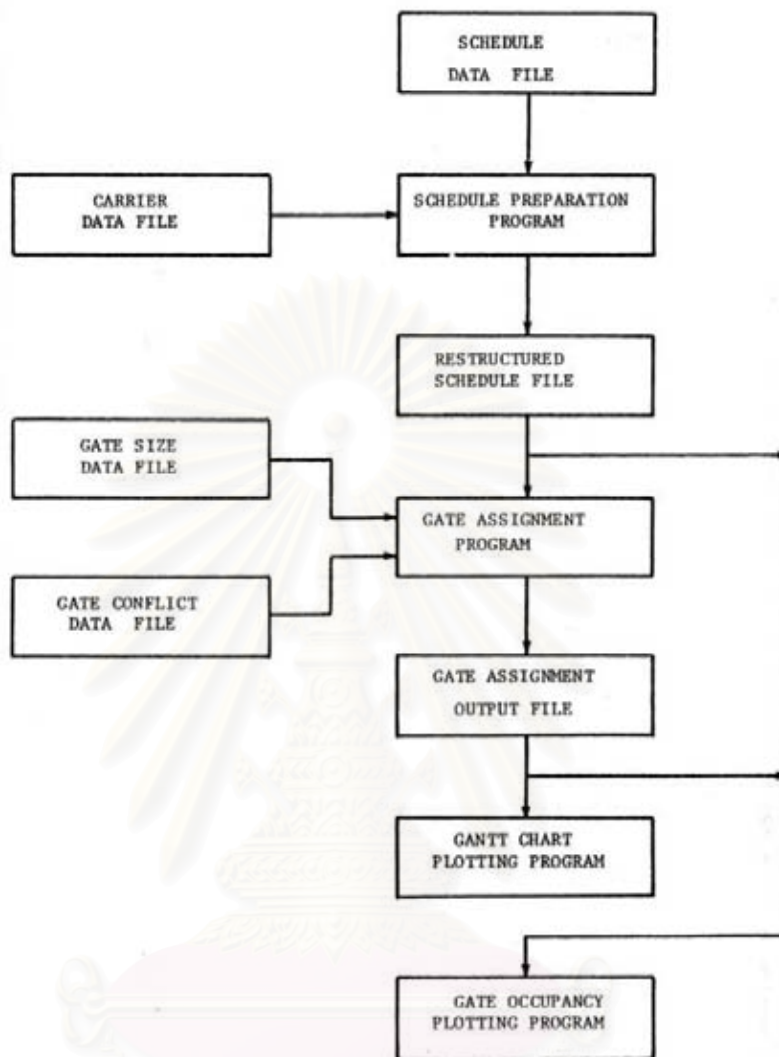 SCHEDULE
DATA FILE
CARRIER
DATA FILE
SCHEDULE PREPARATION
PROGRAM
RESTRUCTURED
SCHEDULE FILE
GATE SIZE
DATA FILE
GATE ASSIGNMENT
PROGRAM
GATE CONFLICT
DATA FILE
GATE ASSIGNMENT
OUTPUT FILE
GANTT CHART
PLOTTING PROGRAM
GATE OCCUPANCY
PLOTTING PROGRAM